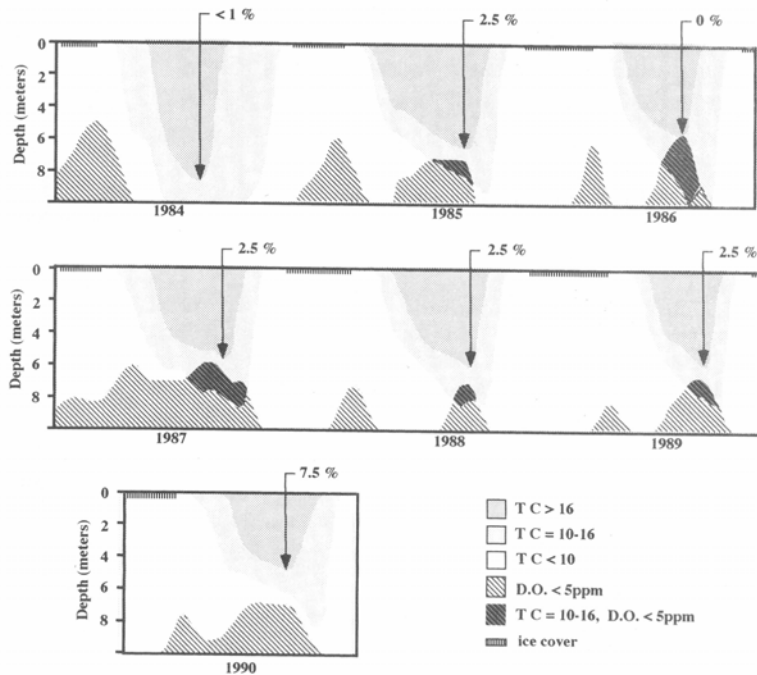 < 1 %
2.5 %
0 %
0
2
4
6
8
Depth (meters)
1984
1985
1986
2.5 %
2.5 %
2.5 %
0
2
4
6
8
Depth (meters)
1987
1988
1989
7.5 %
0
2
4
6
8
Depth (meters)
1990
T C > 16
T C = 10-16
T C < 10
D.O. < 5ppm
T C = 10-16, D.O. < 5ppm
ice cover